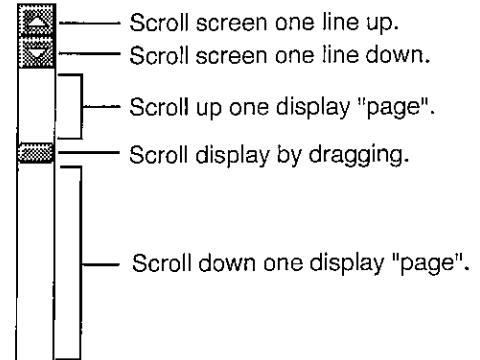 Scroll screen one line up.
Scroll screen one line down.
Scroll up one display "page".
Scroll display by dragging.
Scroll down one display "page".